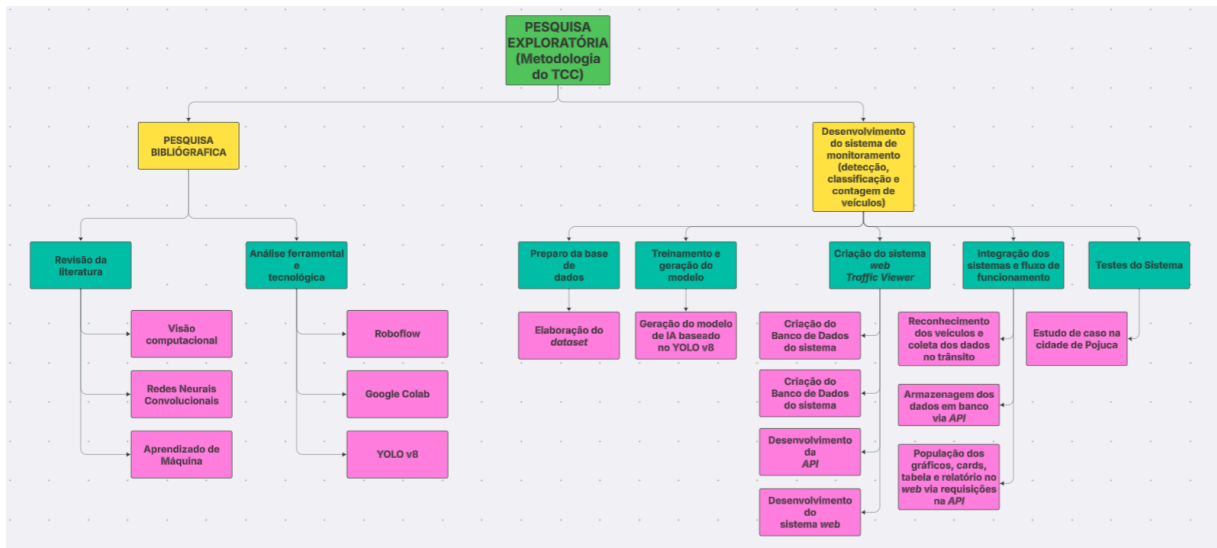 PESQUISA
EXPLORATÓRIA
(Metodologia
do TCC)
PESQUISA
BIBLIÓGRAFICA
Desenvolvimento
do sistema de
monitoramento
(detecção,
classificação e
contagem de
veículos)
Revisão da
literatura
Análise ferramental
e
tecnológica
Preparo da base
de
dados
Treinamento e
geração do
modelo
Criação do sistema
web
Traffic Viewer
Integração dos
sistemas e fluxo de
funcionamento
Testes do Sistema
Visão
computacional
Redes Neurais
Convolucionais
Aprendizado de
Máquina
Roboflow
Google Colab
YOLO v8
Elaboração do
dataset
Geração do modelo
de IA baseado
no YOLO v8
Criação do
Banco de Dados
do sistema
Criação do
Banco de Dados
do sistema
Desenvolvimento
da
API
Desenvolvimento
do
sistema web
Reconhecimento
dos veículos e
coleta dos dados
no trânsito
Armazenagem dos
dados em banco
via API
População dos
gráficos, cards,
tabela e relatório no
web via requisições
na API
Estudo de caso na
cidade de Pojuca